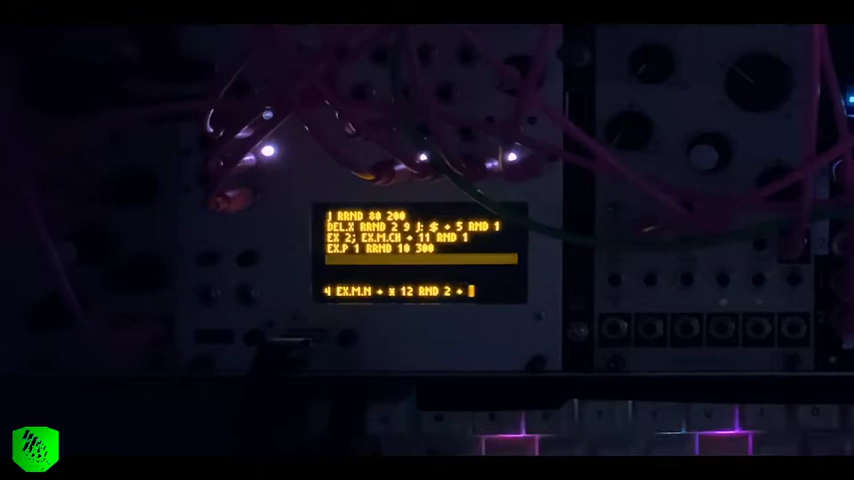 J RRND 80 200
DEL.X RRND 2 9 J: $ + 5 RND 1
EX 2; EX.M.CH + 11 RND 1
EX.P 1 RRND 10 300
4 EX.M.N + * 12 RND 2 +